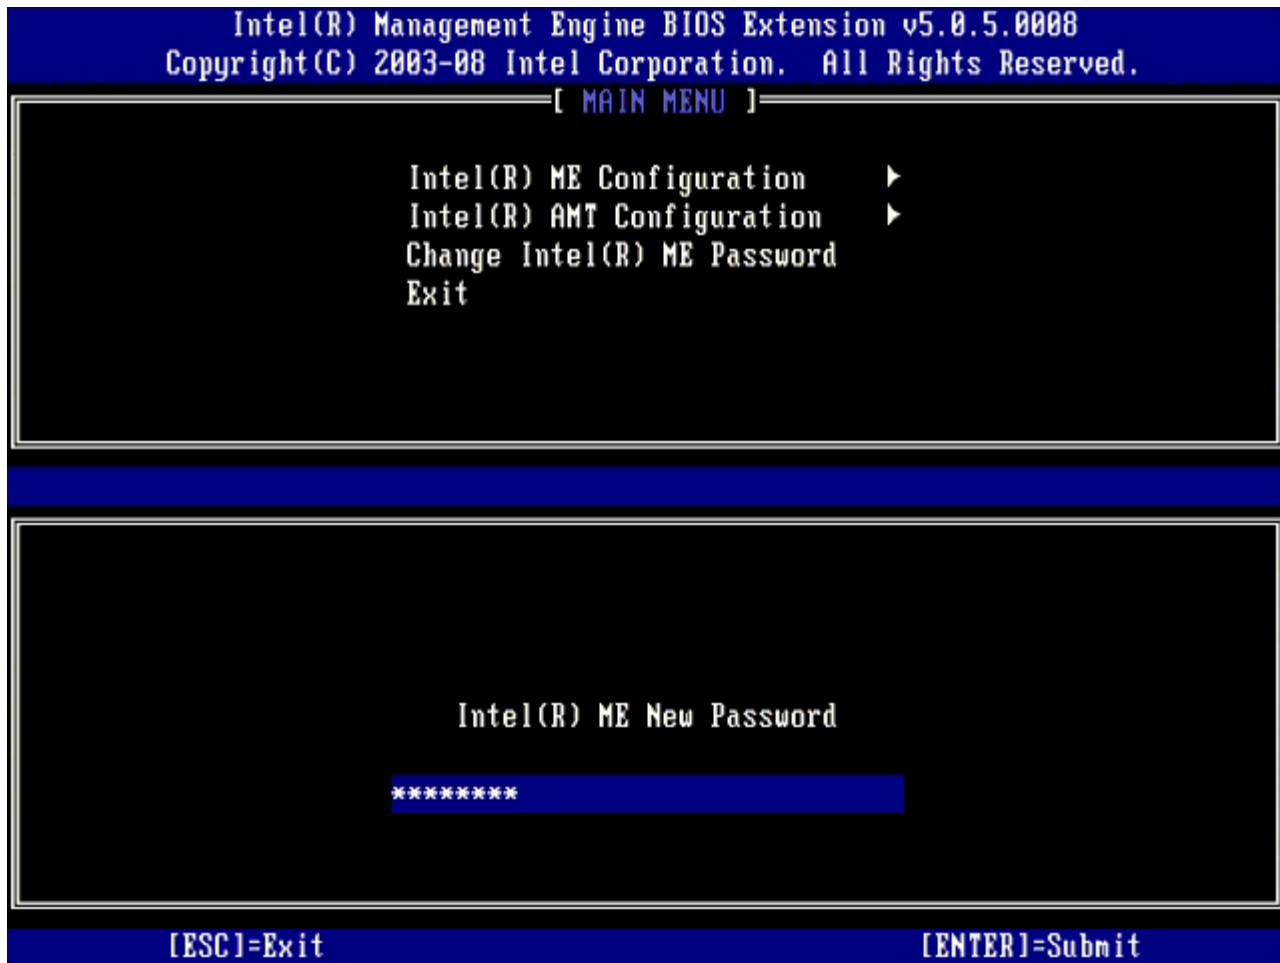 Intel(R) Management Engine BIOS Extension v5.0.5.0008
Copyright(C) 2003-08 Intel Corporation. All Rights Reserved.
[ MAIN MENU ]
Intel(R) ME Configuration ►
Intel(R) AMT Configuration ►
Change Intel(R) ME Password
Exit
Intel(R) ME New Password
********
[ESC]=Exit [ENTER]=Submit